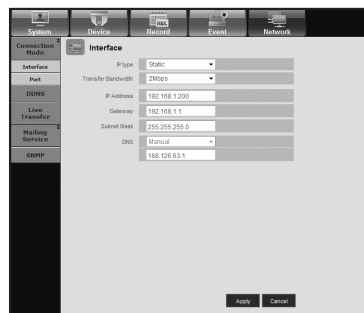 System Device Record Event Network
REC
Connection Mode
Interface
Port
DDNS
Live Transfer
Mailing Service
SNMP
Interface
IP type Static
Transfer Bandwidth 2Mbps
IP Address 192.168.1.200
Gateway 192.168.1.1
Subnet Mask 255.255.255.0
DNS Manual
168.126.63.1
Apply Cancel